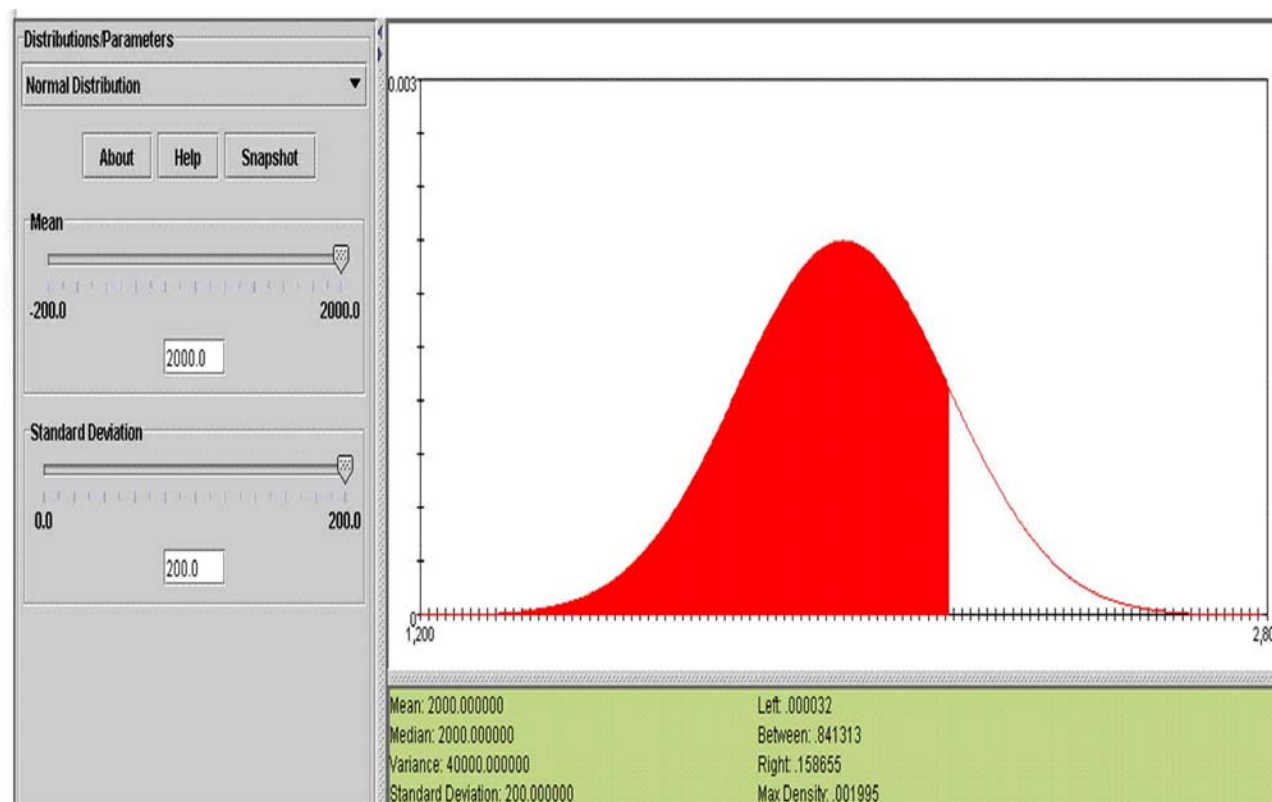 Distributions/Parameters
Normal Distribution
About Help Snapshot
Mean
-200.0 2000.0
2000.0
Standard Deviation
0.0 200.0
200.0
0.003
0
1,200 2,80
Mean: 2000.000000 Left: .000032
Median: 2000.000000 Between: .841313
Variance: 40000.000000 Right: .158655
Standard Deviation: 200.000000 Max Density: .001995